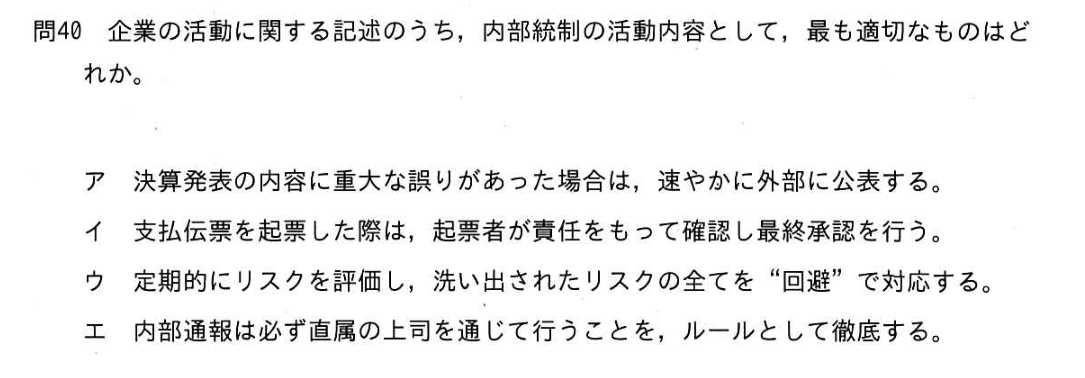 問40　企業の活動に関する記述のうち，内部統制の活動内容として，最も適切なものはど
れか。
ア　決算発表の内容に重大な誤りがあった場合は，速やかに外部に公表する。
イ　支払伝票を起票した際は，起票者が責任をもって確認し最終承認を行う。
ウ　定期的にリスクを評価し，洗い出されたリスクの全てを“回避”で対応する。
エ　内部通報は必ず直属の上司を通じて行うことを，ルールとして徹底する。